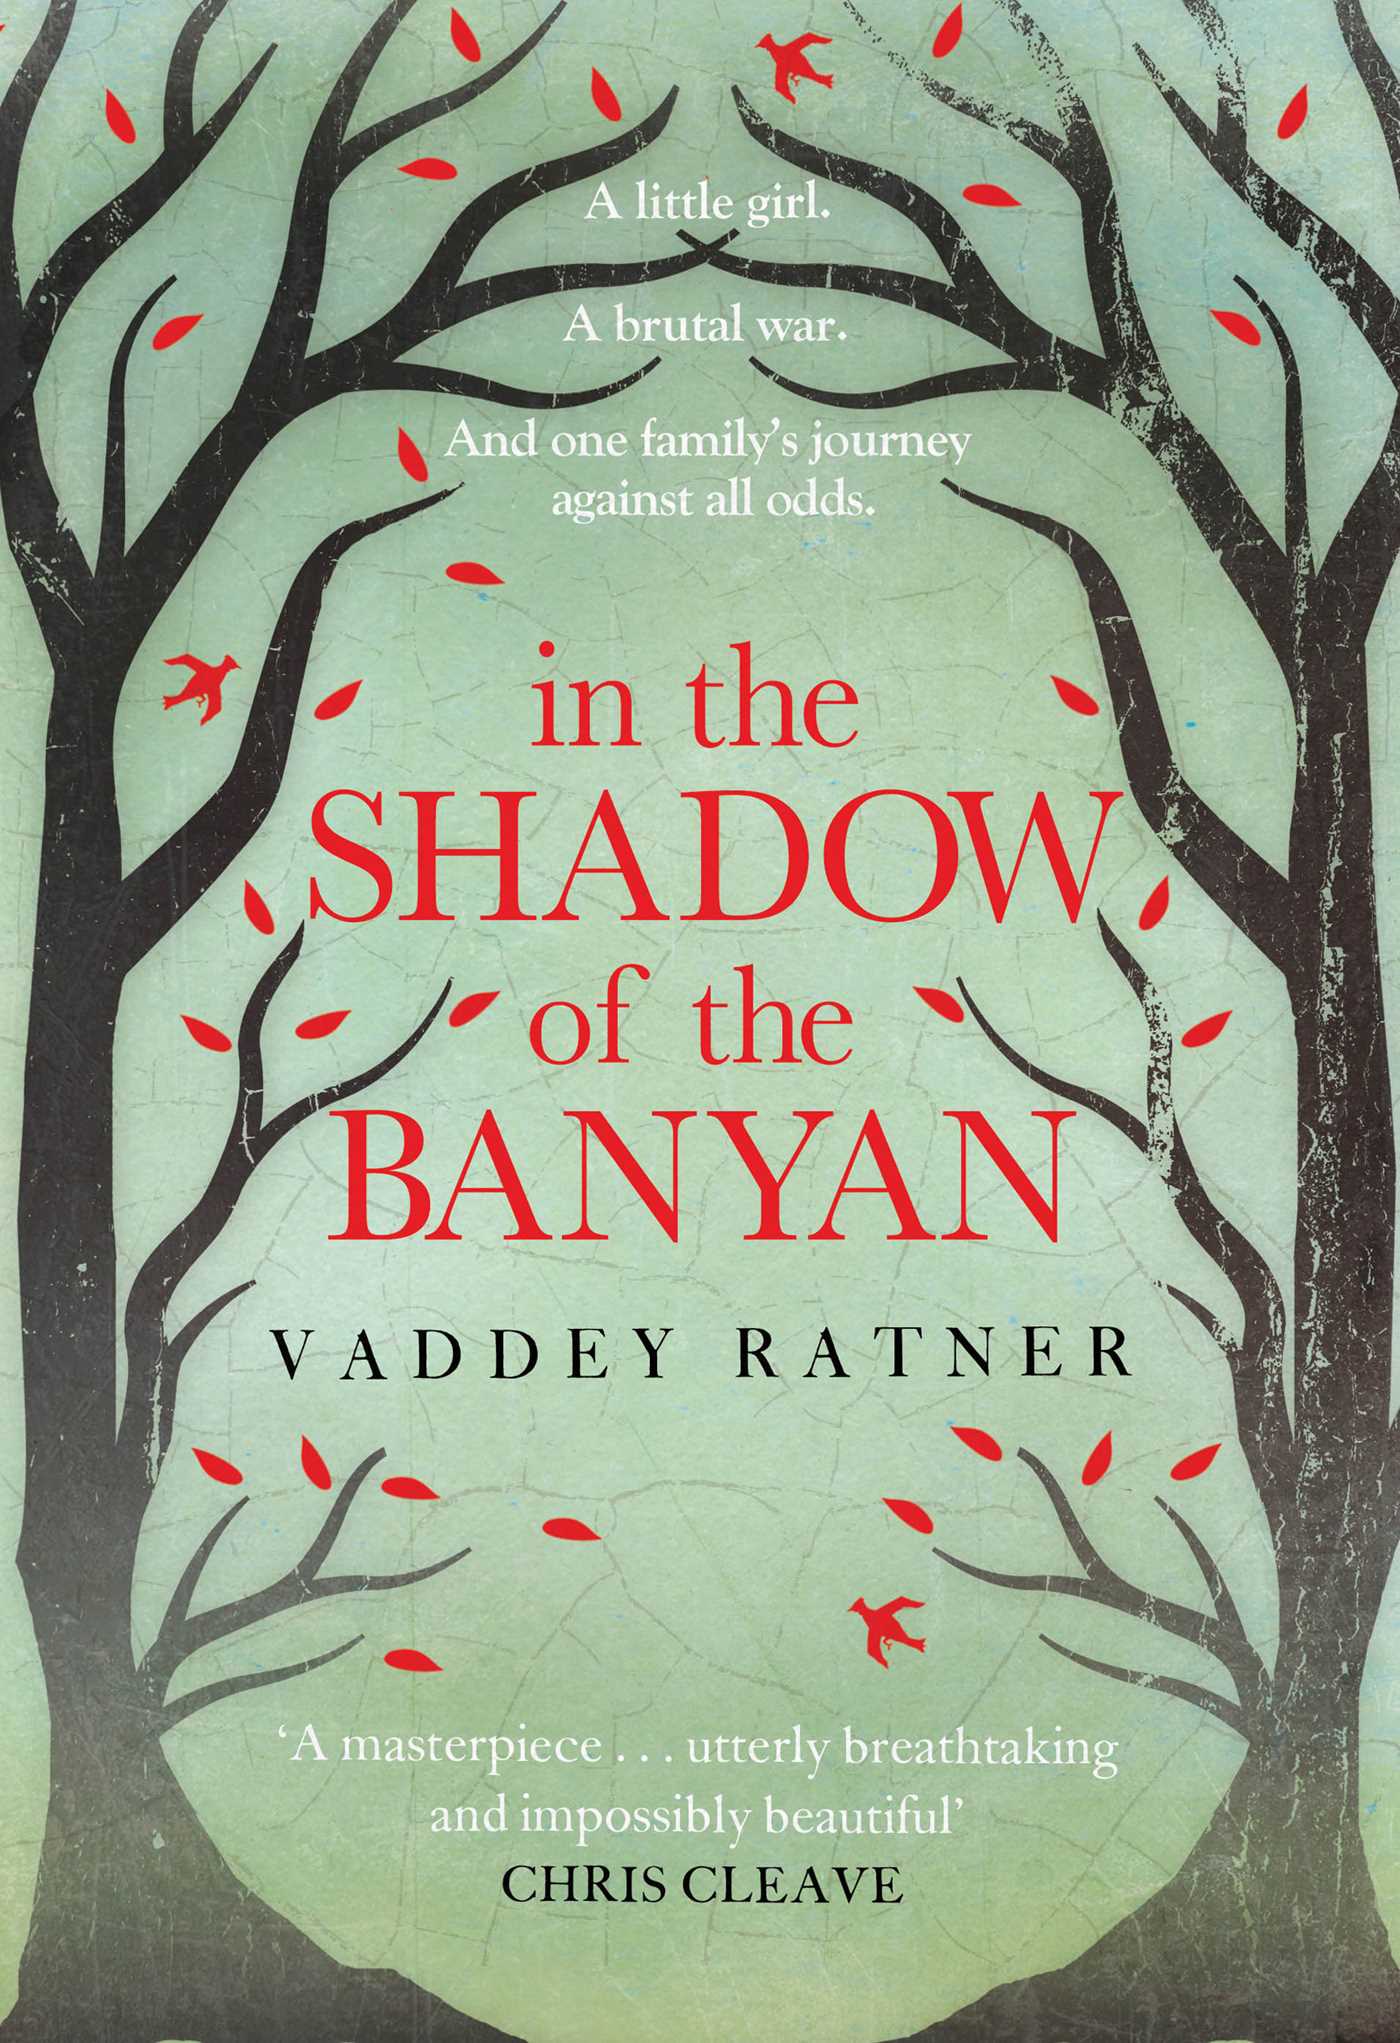 A little girl.
A brutal war.
And one family’s journey
against all odds.
in the
SHADOW
of the
BANYAN
VADDEY RATNER
‘A masterpiece . . . utterly breathtaking
and impossibly beautiful’
CHRIS CLEAVE